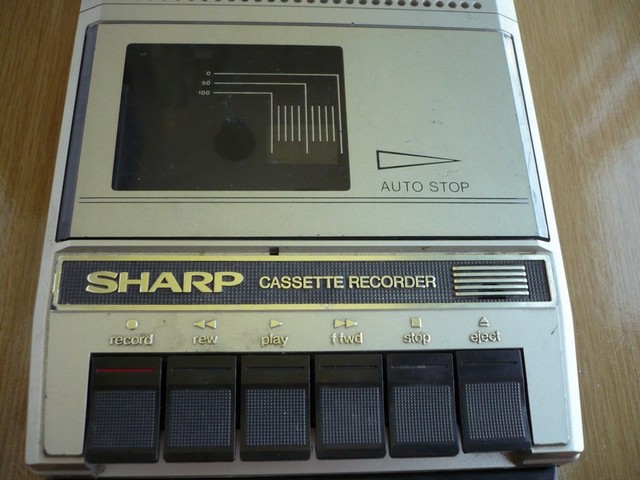 0
50
100
AUTO STOP
SHARP CASSETTE RECORDER
record rew play f fwd stop eject